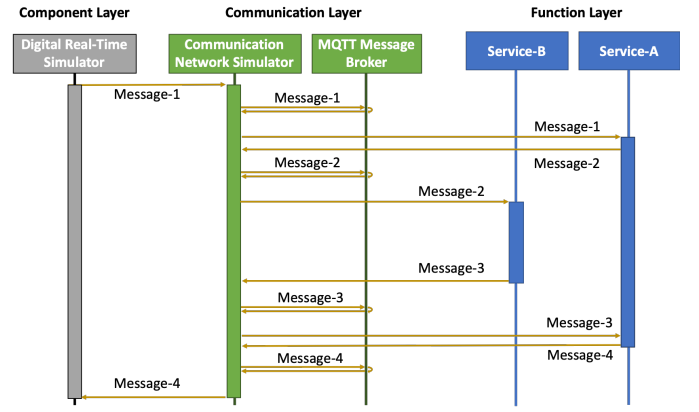 Component Layer
Communication Layer
Function Layer
Digital Real-Time
Simulator
Communication
Network Simulator
MQTT Message
Broker
Service-B
Service-A
Message-1
Message-1
Message-1
Message-2
Message-2
Message-2
Message-3
Message-3
Message-3
Message-4
Message-4
Message-4